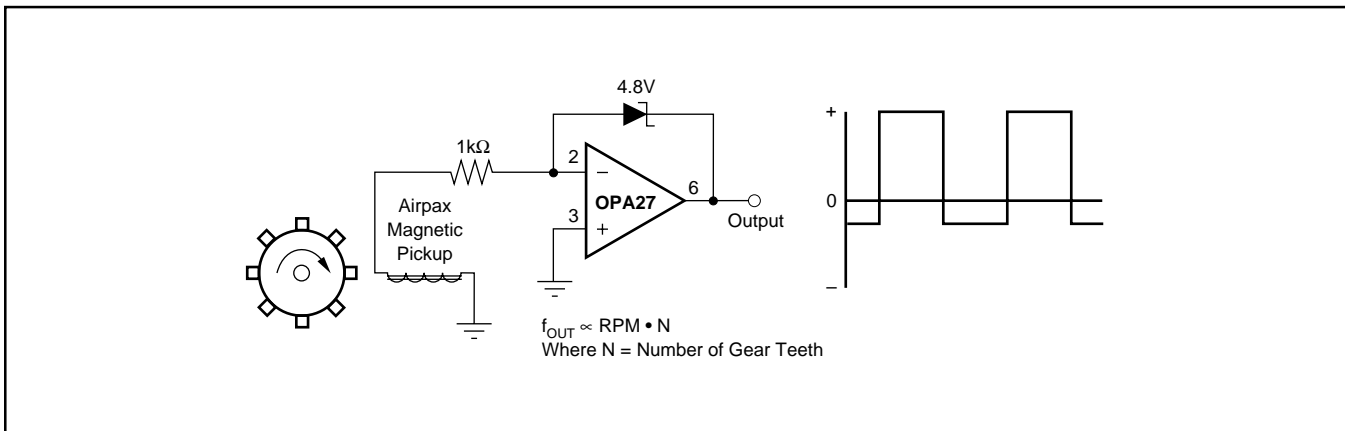 4.8V
1kΩ
2
6
OPA27
3
Output
Airpax
Magnetic
Pickup
+
0
–
f_OUT ∝ RPM • N
Where N = Number of Gear Teeth